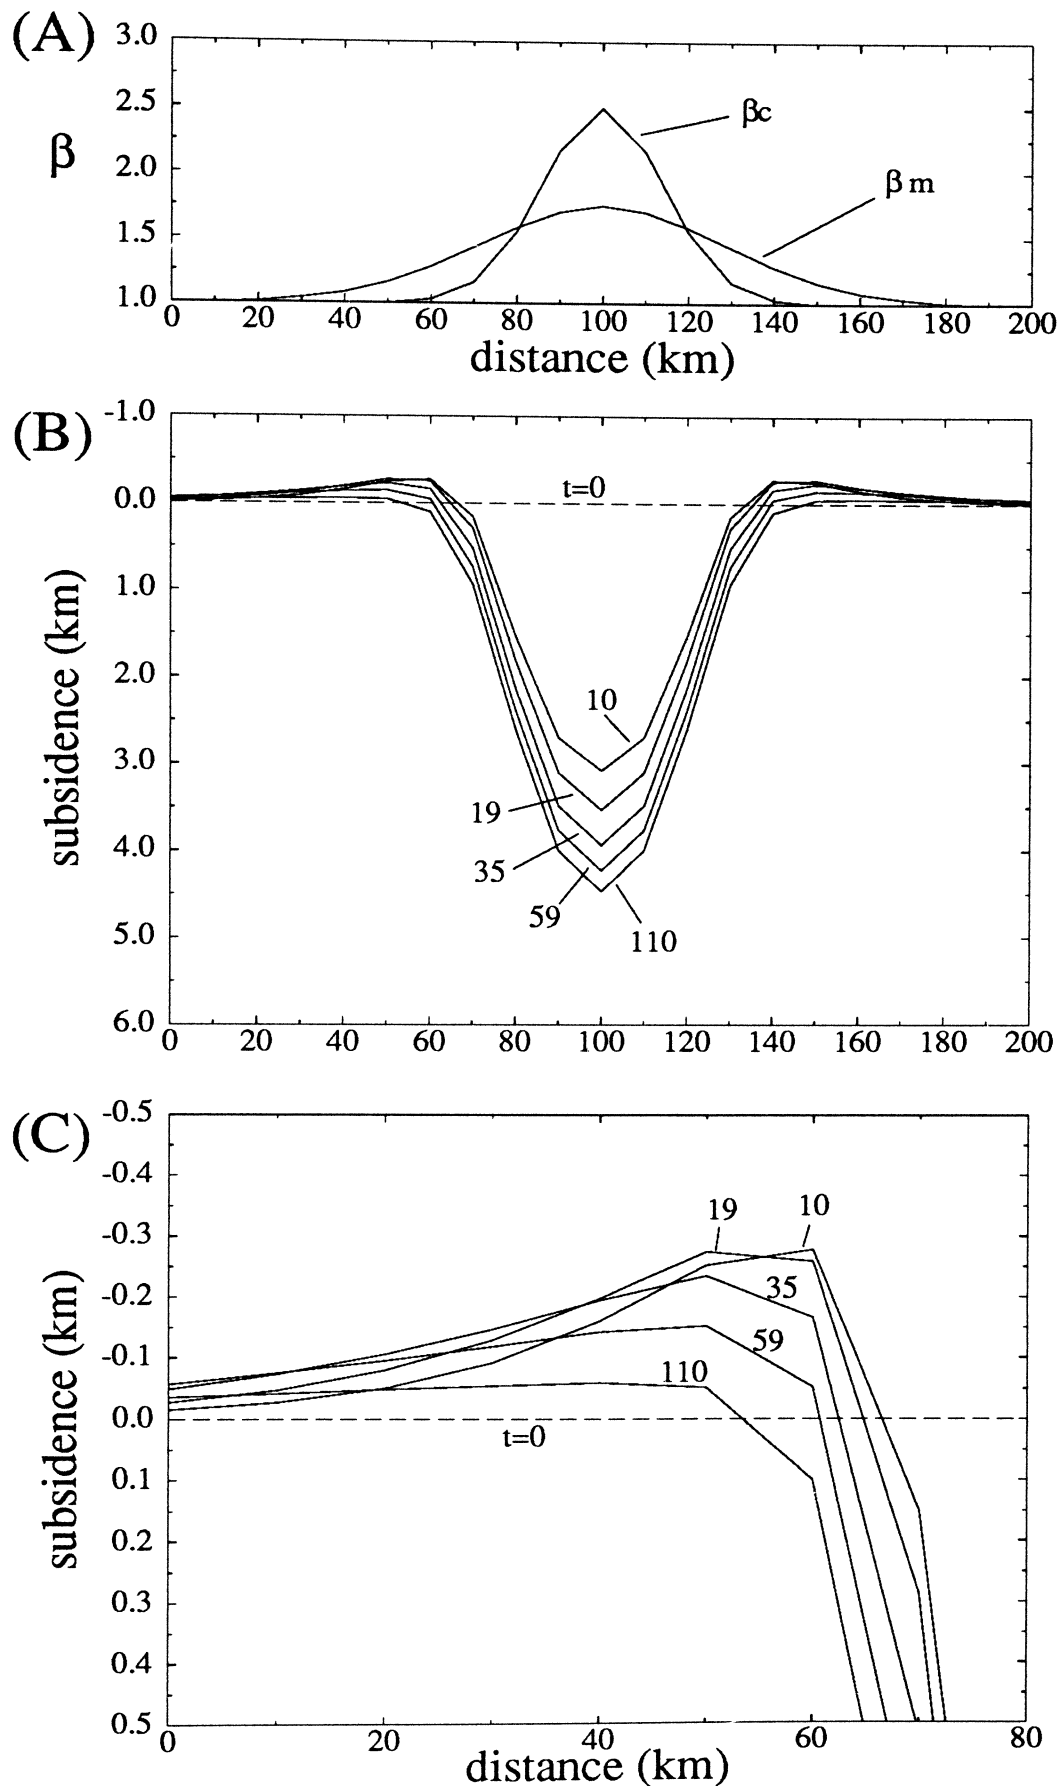 (A)
3.0
2.5
2.0
1.5
1.0
β
βc
βm
0 20 40 60 80 100 120 140 160 180 200
distance (km)
(B)
-1.0
0.0
1.0
2.0
3.0
4.0
5.0
6.0
subsidence (km)
t=0
10
19
35
59
110
0 20 40 60 80 100 120 140 160 180 200
(C)
-0.5
-0.4
-0.3
-0.2
-0.1
0.0
0.1
0.2
0.3
0.4
0.5
subsidence (km)
19
10
35
59
110
t=0
0 20 40 60 80
distance (km)